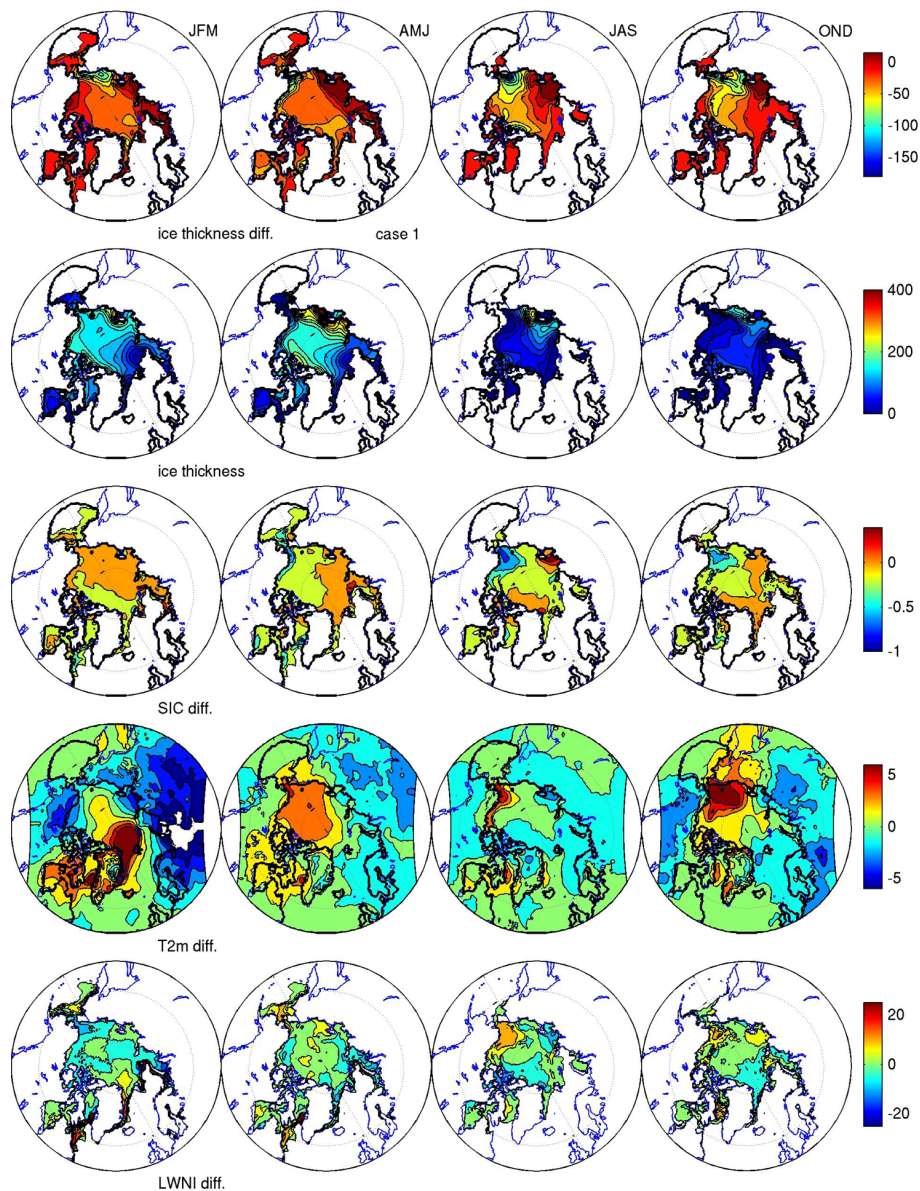 JFM AMJ JAS OND
0
-50
-100
-150
ice thickness diff. case 1
400
200
0
ice thickness
0
-0.5
-1
SIC diff.
5
0
-5
T2m diff.
20
0
20
LWNI diff.